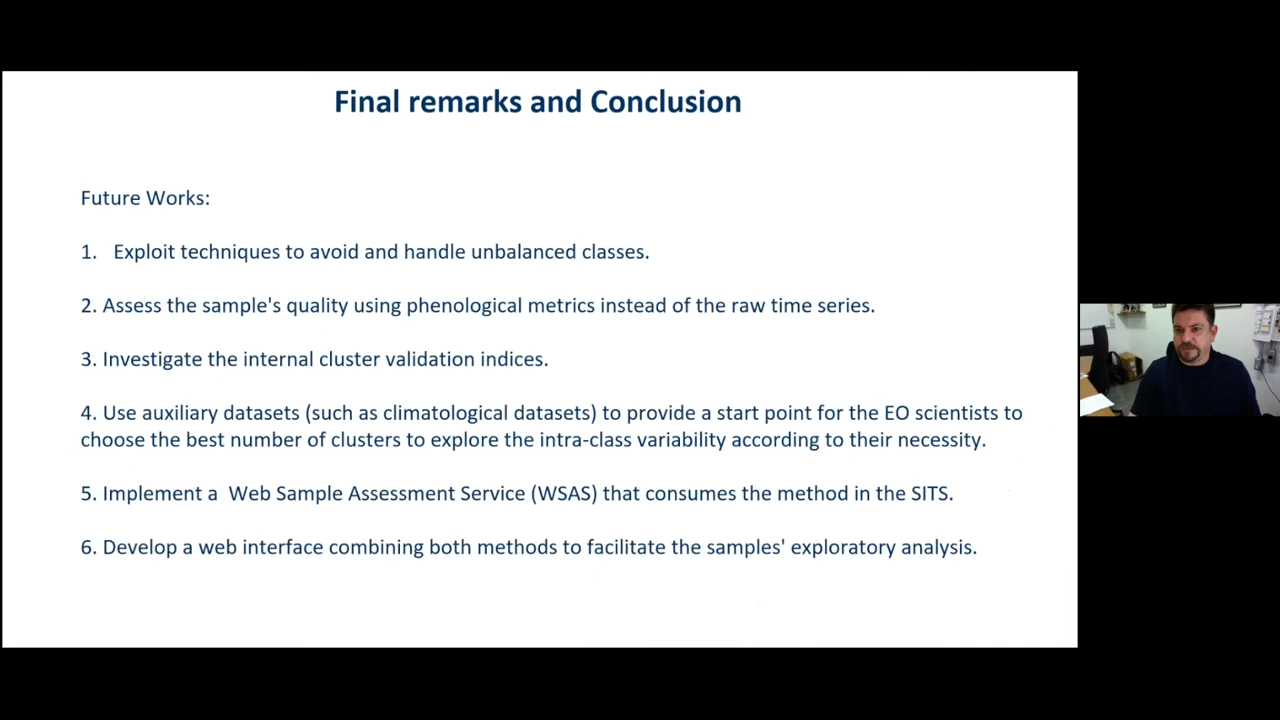 Final remarks and Conclusion
Future Works:
1. Exploit techniques to avoid and handle unbalanced classes.
2. Assess the sample's quality using phenological metrics instead of the raw time series.
3. Investigate the internal cluster validation indices.
4. Use auxiliary datasets (such as climatological datasets) to provide a start point for the EO scientists to
choose the best number of clusters to explore the intra-class variability according to their necessity.
5. Implement a Web Sample Assessment Service (WSAS) that consumes the method in the SITS.
6. Develop a web interface combining both methods to facilitate the samples' exploratory analysis.